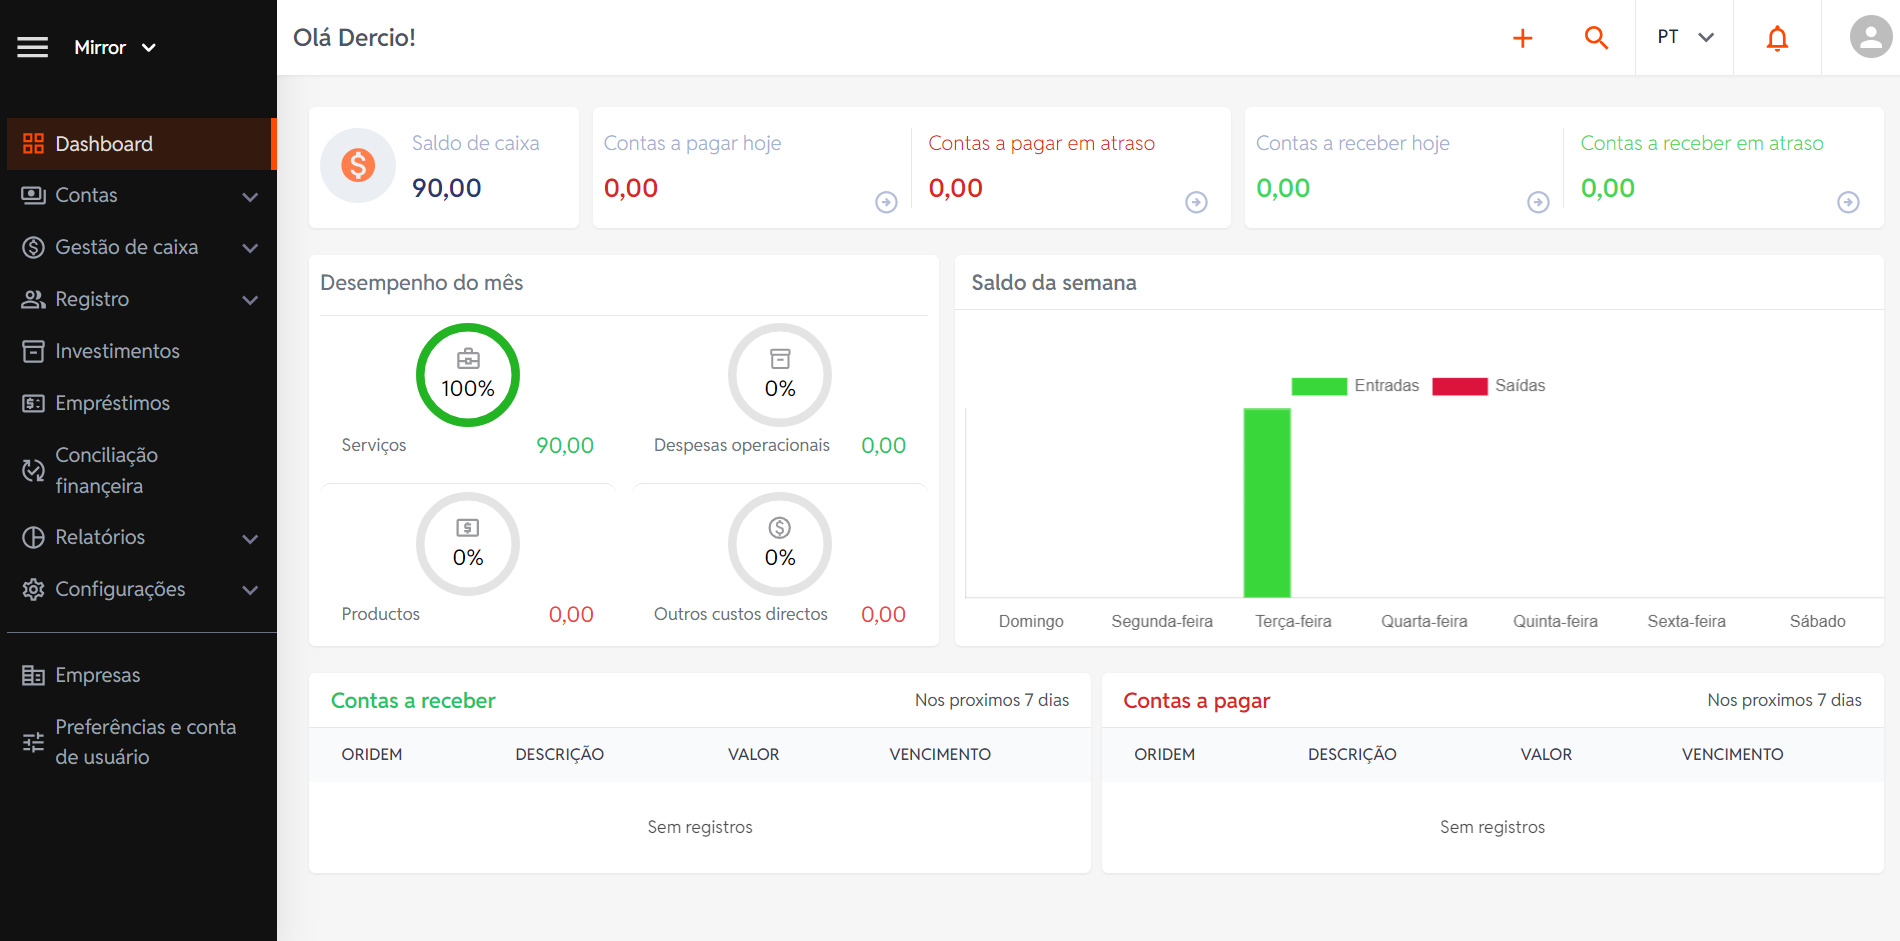 Mirror
Olá Dercio!
PT
Dashboard
Contas
Gestão de caixa
Registro
Investimentos
Empréstimos
Conciliação
finançeira
Relatórios
Configurações
Empresas
Preferências e conta
de usuário
Saldo de caixa
90,00
Contas a pagar hoje
0,00
Contas a pagar em atraso
0,00
Contas a receber hoje
0,00
Contas a receber em atraso
0,00
Desempenho do mês
100%
Serviços 90,00
0%
Despesas operacionais 0,00
0%
Productos 0,00
0%
Outros custos directos 0,00
Saldo da semana
Entradas Saídas
Domingo Segunda-feira Terça-feira Quarta-feira Quinta-feira Sexta-feira Sábado
Contas a receber Nos proximos 7 dias
ORIDEM DESCRIÇÃO VALOR VENCIMENTO
Sem registros
Contas a pagar Nos proximos 7 dias
ORIDEM DESCRIÇÃO VALOR VENCIMENTO
Sem registros